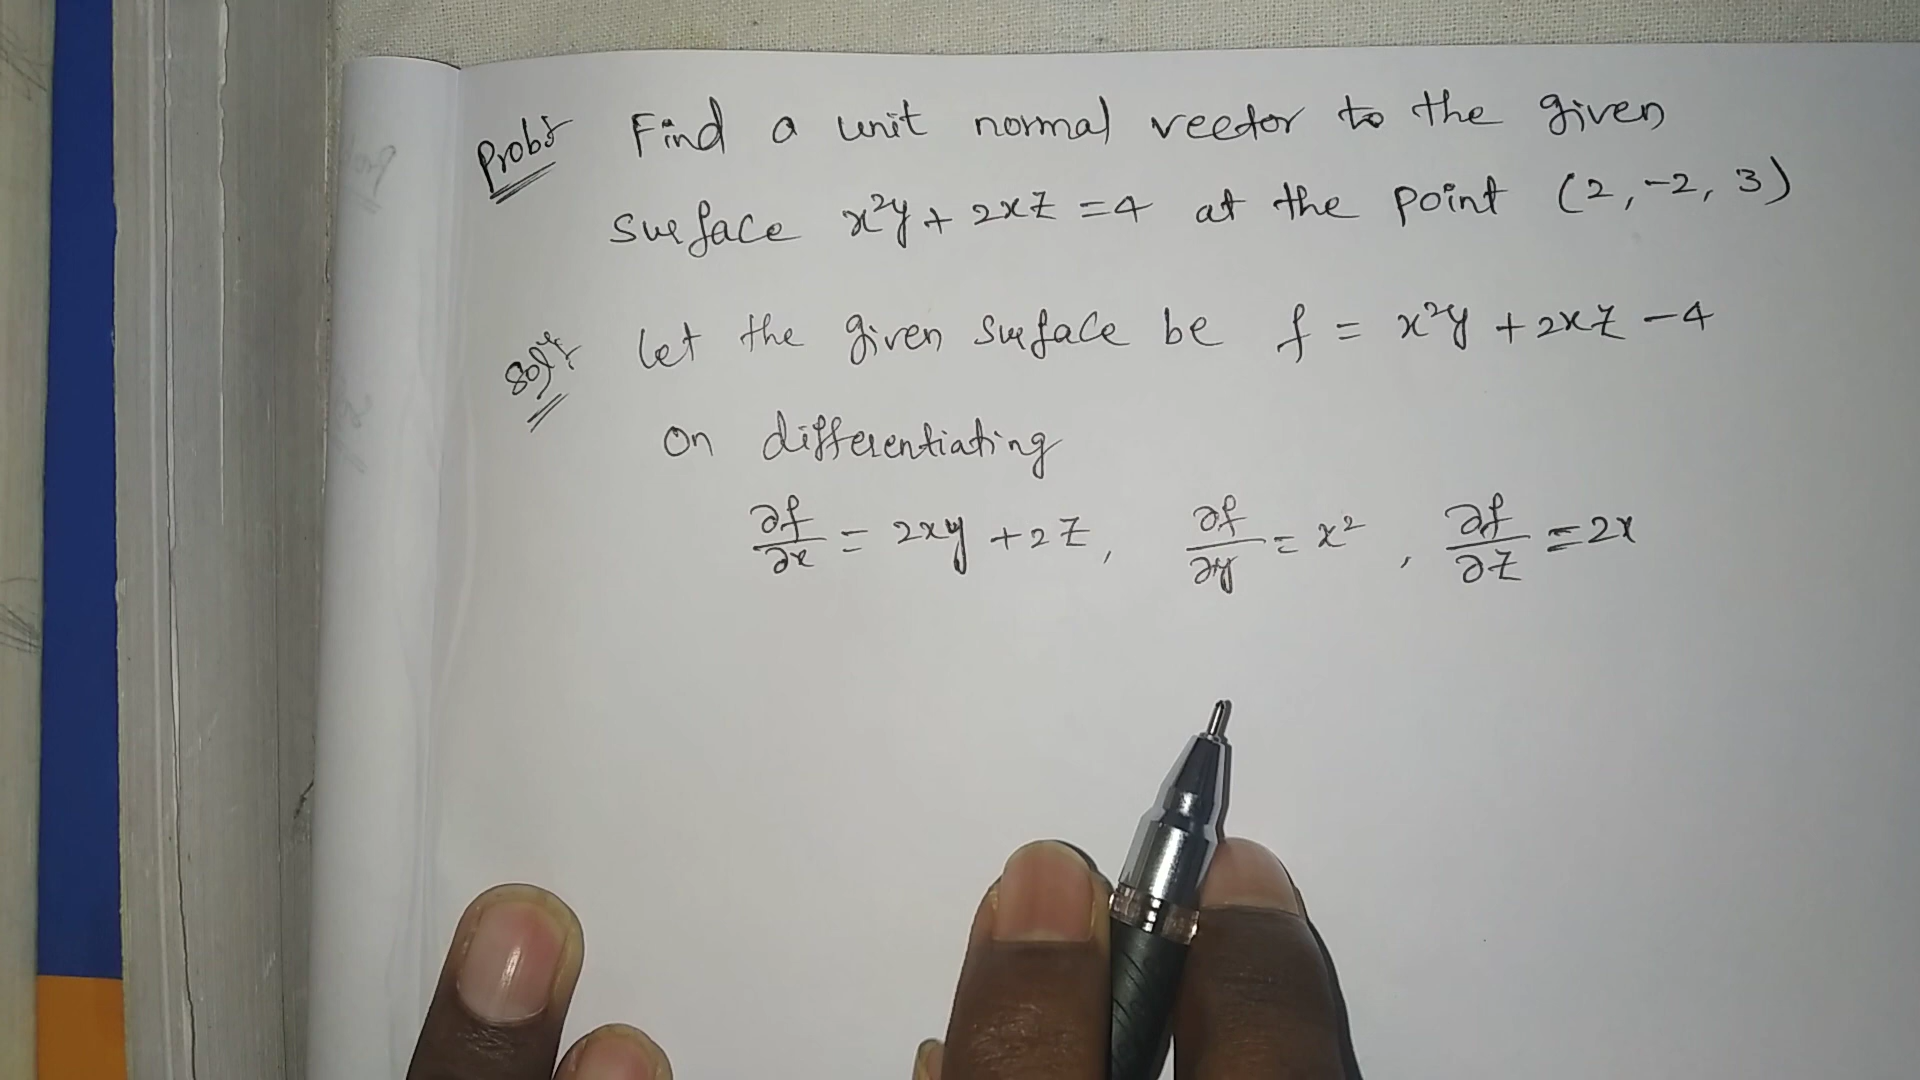 Prob:- Find a unit normal vector to the given
surface x²y + 2xz = 4 at the point (2, -2, 3)
Sol:- Let the given surface be f = x²y + 2xz - 4
On differentiating
∂f/∂x = 2xy + 2z, ∂f/∂y = x², ∂f/∂z = 2x